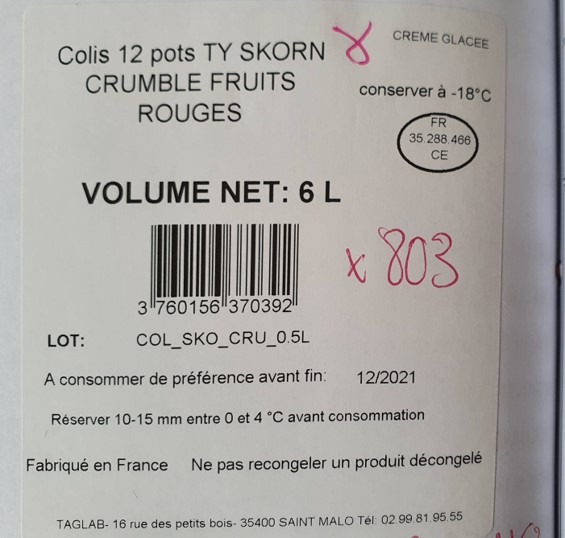 Colis 12 pots TY SKORN
CRUMBLE FRUITS
ROUGES
CREME GLACEE
conserver à -18°C
FR
35.288.466
CE
VOLUME NET: 6 L
x 803
3 760156 370392
LOT: COL_SKO_CRU_0.5L
A consommer de préférence avant fin: 12/2021
Réserver 10-15 mm entre 0 et 4 °C avant consommation
Fabriqué en France Ne pas recongeler un produit décongelé
TAGLAB- 16 rue des petits bois- 35400 SAINT MALO Tél: 02.99.81.95.55